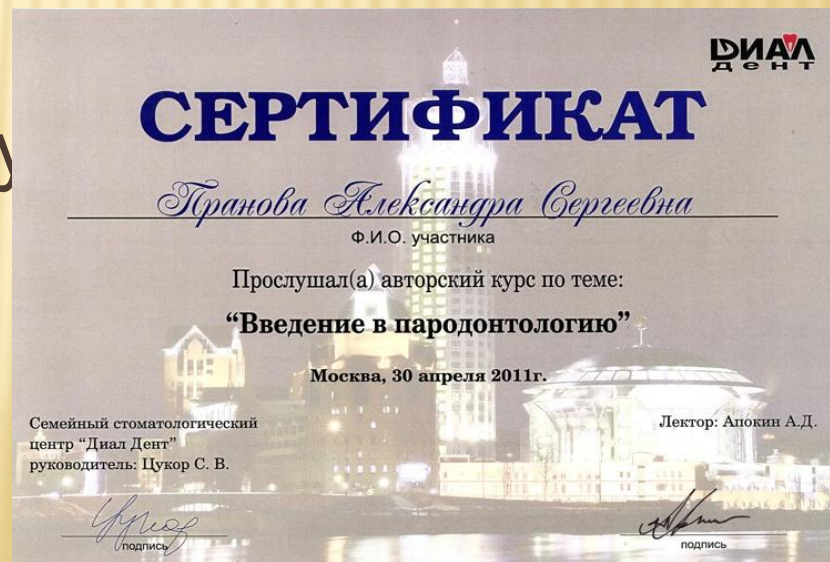 ДИАЛ
Дент
СЕРТИФИКАТ
Пранова Александра Сергеевна
Ф.И.О. участника
Прослушал(а) авторский курс по теме:
“Введение в пародонтологию”
Москва, 30 апреля 2011г.
Семейный стоматологический
центр “Диал Дент”
руководитель: Цукор С. В.
Лектор: Апокин А.Д.
подпись
подпись